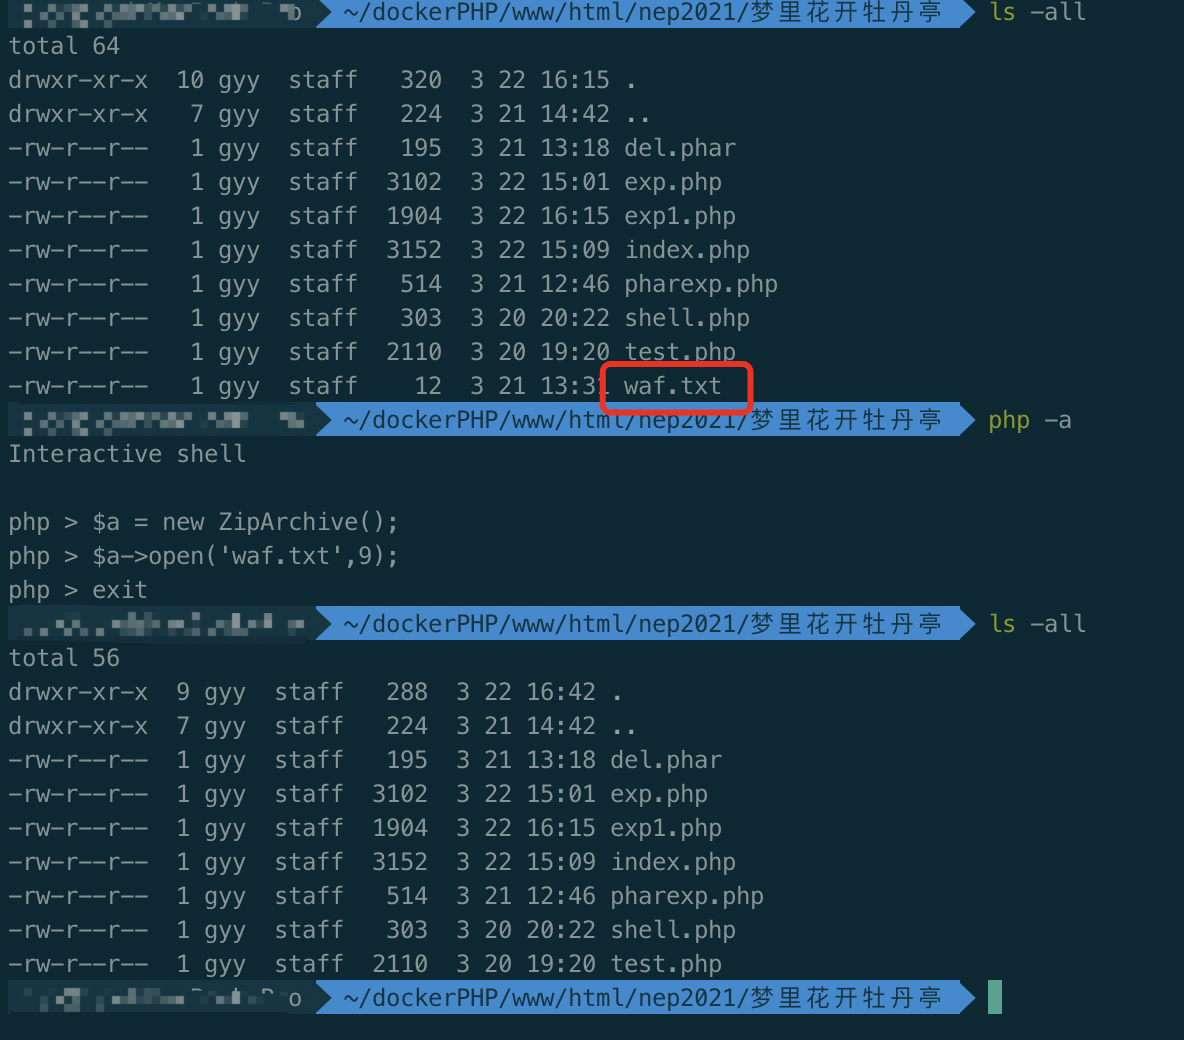 ~/dockerPHP/www/html/nep2021/梦里花开牡丹亭 ls -all
total 64
drwxr-xr-x 10 gyy staff 320 3 22 16:15 .
drwxr-xr-x 7 gyy staff 224 3 21 14:42 ..
-rw-r--r-- 1 gyy staff 195 3 21 13:18 del.phar
-rw-r--r-- 1 gyy staff 3102 3 22 15:01 exp.php
-rw-r--r-- 1 gyy staff 1904 3 22 16:15 exp1.php
-rw-r--r-- 1 gyy staff 3152 3 22 15:09 index.php
-rw-r--r-- 1 gyy staff 514 3 21 12:46 pharexp.php
-rw-r--r-- 1 gyy staff 303 3 20 20:22 shell.php
-rw-r--r-- 1 gyy staff 2110 3 20 19:20 test.php
-rw-r--r-- 1 gyy staff 12 3 21 13:31 waf.txt
~/dockerPHP/www/html/nep2021/梦里花开牡丹亭 php -a
Interactive shell
php > $a = new ZipArchive();
php > $a->open('waf.txt',9);
php > exit
~/dockerPHP/www/html/nep2021/梦里花开牡丹亭 ls -all
total 56
drwxr-xr-x 9 gyy staff 288 3 22 16:42 .
drwxr-xr-x 7 gyy staff 224 3 21 14:42 ..
-rw-r--r-- 1 gyy staff 195 3 21 13:18 del.phar
-rw-r--r-- 1 gyy staff 3102 3 22 15:01 exp.php
-rw-r--r-- 1 gyy staff 1904 3 22 16:15 exp1.php
-rw-r--r-- 1 gyy staff 3152 3 22 15:09 index.php
-rw-r--r-- 1 gyy staff 514 3 21 12:46 pharexp.php
-rw-r--r-- 1 gyy staff 303 3 20 20:22 shell.php
-rw-r--r-- 1 gyy staff 2110 3 20 19:20 test.php
~/dockerPHP/www/html/nep2021/梦里花开牡丹亭